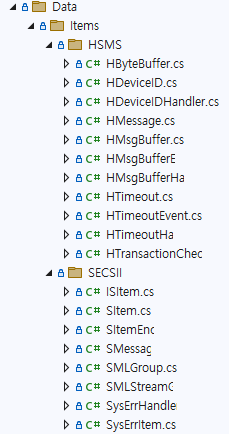 Data
Items
HSMS
C# HByteBuffer.cs
C# HDeviceID.cs
C# HDeviceIDHandler.cs
C# HMessage.cs
C# HMsgBuffer.cs
C# HMsgBufferE
C# HMsgBufferHa
C# HTimeout.cs
C# HTimeoutEvent.cs
C# HTimeoutHa
C# HTransactionChec
SECSII
C# ISItem.cs
C# SItem.cs
C# SItemEnc
C# SMessag
C# SMLGroup.cs
C# SMLStreamC
C# SysErrHandler
C# SysErrItem.cs